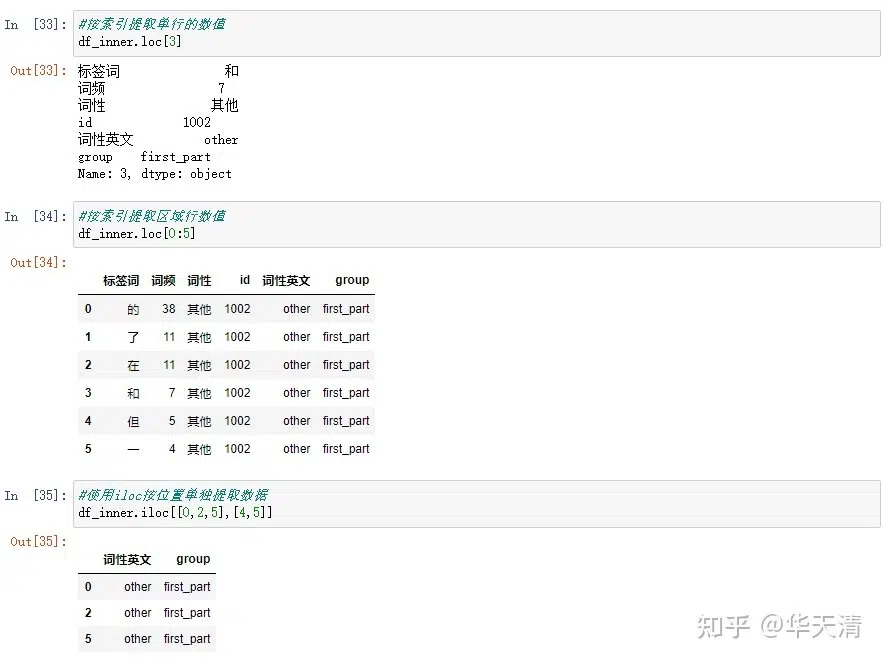 In [33]: #按索引提取单行的数值
df_inner.loc[3]
Out[33]: 标签词 和
词频 7
词性 其他
id 1002
词性英文 other
group first_part
Name: 3, dtype: object
In [34]: #按索引提取区域行数值
df_inner.loc[0:5]
Out[34]:
标签词 词频 词性 id 词性英文 group
0 的 38 其他 1002 other first_part
1 了 11 其他 1002 other first_part
2 在 11 其他 1002 other first_part
3 和 7 其他 1002 other first_part
4 但 5 其他 1002 other first_part
5 一 4 其他 1002 other first_part
In [35]: #使用iloc按位置单独提取数据
df_inner.iloc[[0,2,5],[4,5]]
Out[35]:
词性英文 group
0 other first_part
2 other first_part
5 other first_part
知乎 @华天清